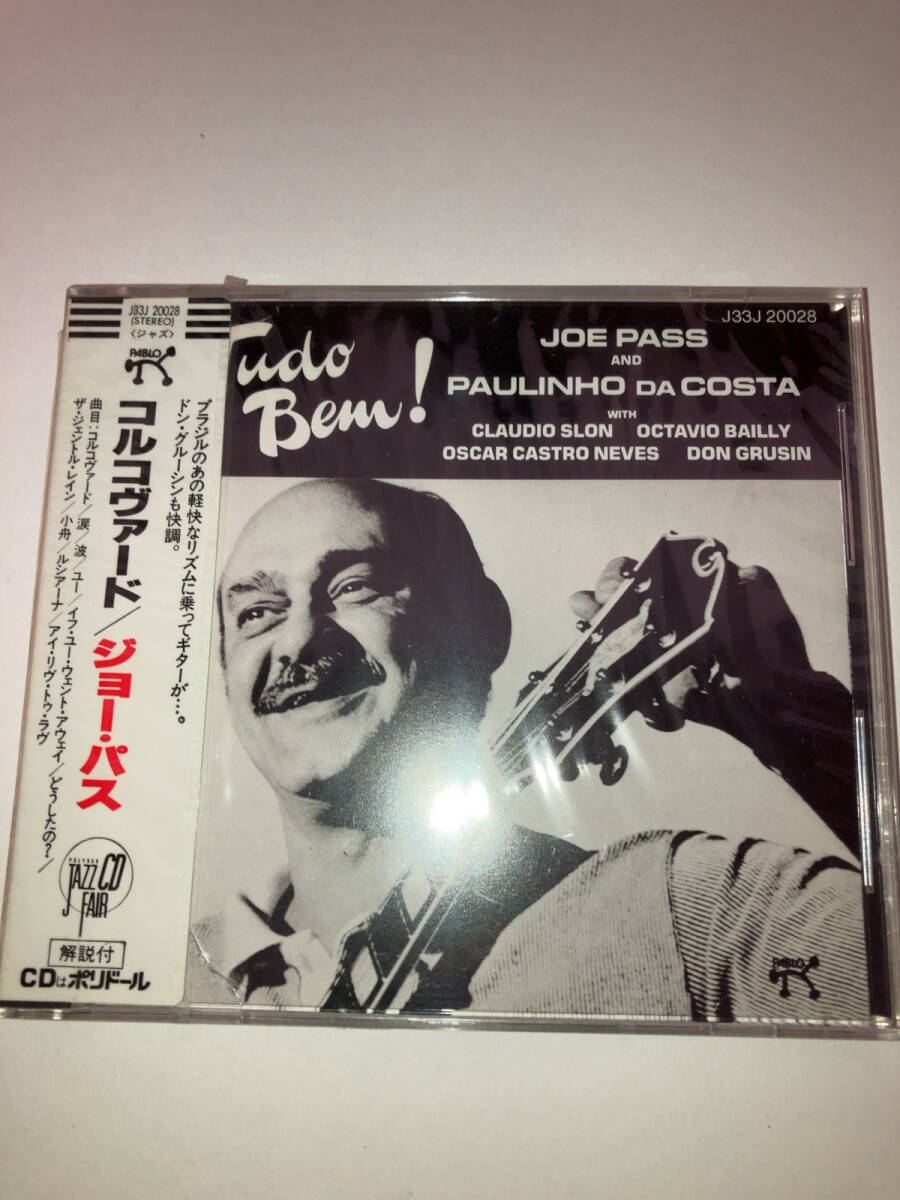 J33J 20028
(STEREO)
〈ジャズ〉
PABLO
コルコヴァード/ジョー・パス
ブラジルのあの軽快なリズムに乗ってギターが…。
ドン・グルーシンも快調。
曲目:コルコヴァード/涙/波/ユー/イフ・ユー・ウェント・アウェイ/どうしたの?/
ザ・ジェントル・レイン/小舟/ルシアーナ/アイ・リヴ・トゥ・ラヴ
POLYDOR
JAZZ CD
FAIR
解説付
CDはポリドール
J33J 20028
Tudo
Bem!
JOE PASS
AND
PAULINHO DA COSTA
WITH
CLAUDIO SLON OCTAVIO BAILLY
OSCAR CASTRO NEVES DON GRUSIN
PABLO